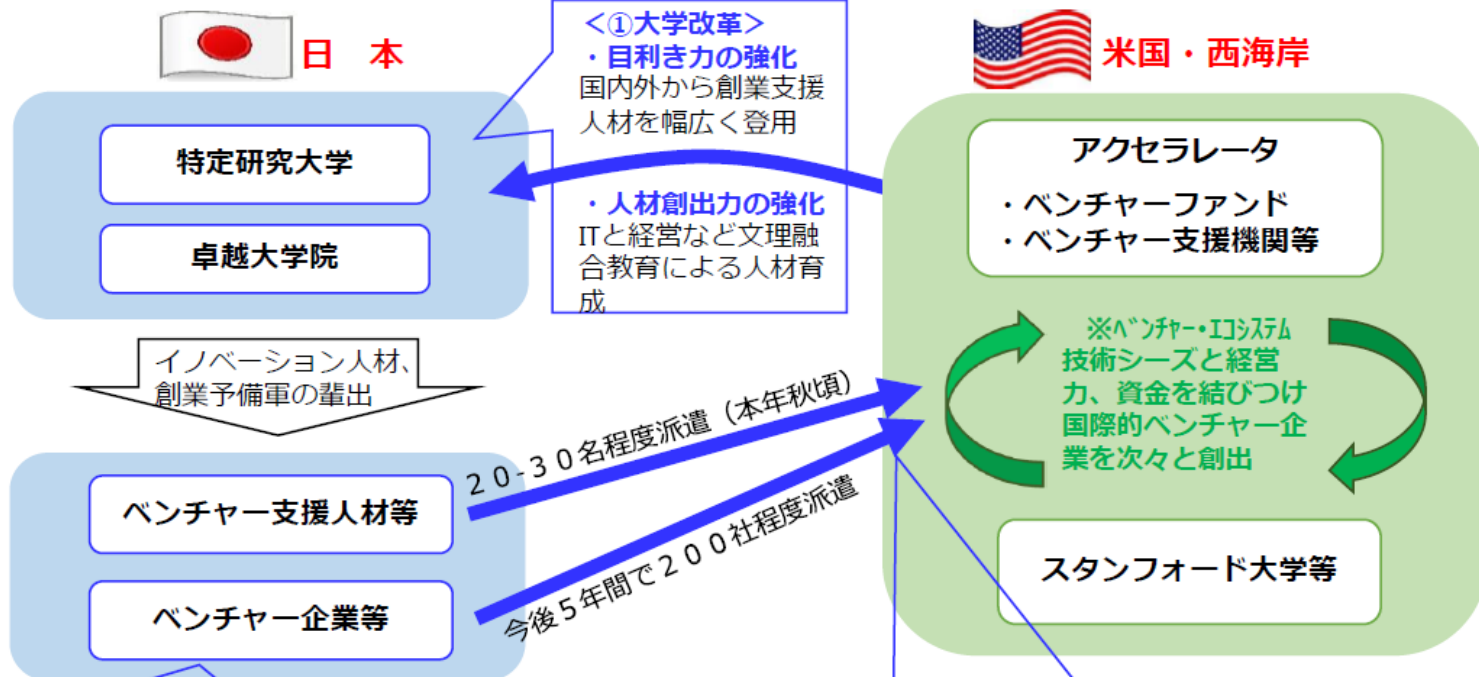 日　本
<①大学改革>
・目利き力の強化
国内外から創業支援
人材を幅広く登用
・人材創出力の強化
ITと経営など文理融
合教育による人材育
成
米国・西海岸
特定研究大学
卓越大学院
イノベーション人材、
創業予備軍の輩出
ベンチャー支援人材等
ベンチャー企業等
２０-３０名程度派遣（本年秋頃）
今後５年間で２００社程度派遣
アクセラレータ
・ベンチャーファンド
・ベンチャー支援機関等
※ﾍﾞﾝﾁｬｰ・ｴｺｼｽﾃﾑ
技術シーズと経営
力、資金を結びつけ
国際的ベンチャー企
業を次々と創出
スタンフォード大学等